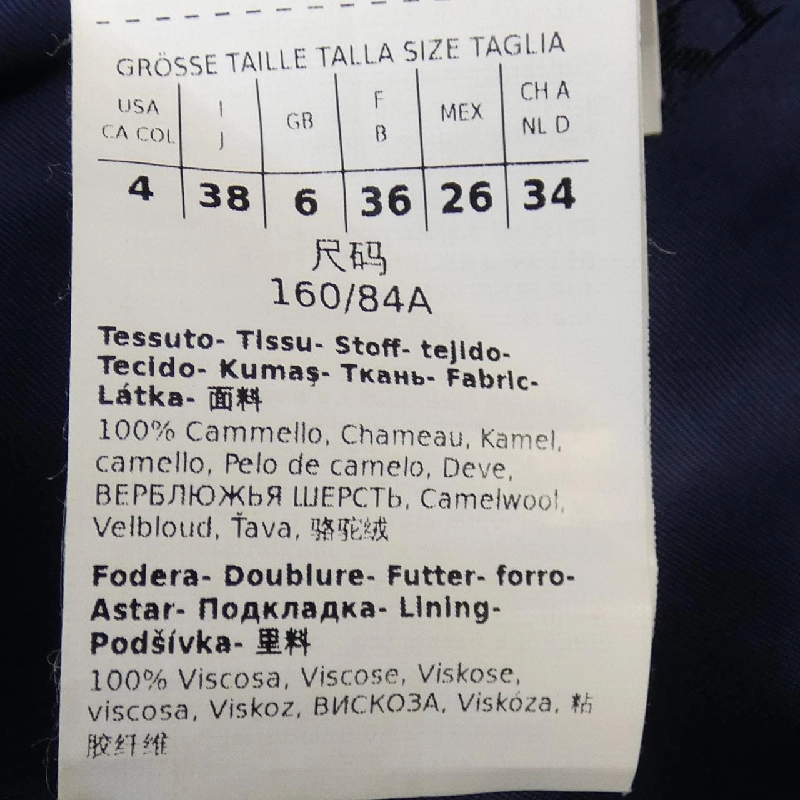 GRÖSSE TAILLE TALLA SIZE TAGLIA
USA CA COL | I J | GB | F B | MEX | CH A NL D
4 | 38 | 6 | 36 | 26 | 34
尺码
160/84A
Tessuto- Tissu- Stoff- tejido-
Tecido- Kumaş- Ткань- Fabric-
Látka- 面料
100% Cammello, Chameau, Kamel,
camello, Pelo de camelo, Deve,
ВЕРБЛЮЖЬЯ ШЕРСТЬ, Camelwool,
Velbloud, Ťava, 骆驼绒
Fodera- Doublure- Futter- forro-
Astar- Подкладка- Lining-
Podšívka- 里料
100% Viscosa, Viscose, Viskose,
viscosa, Viskoz, ВИСКОЗА, Viskóza, 粘
胶纤维